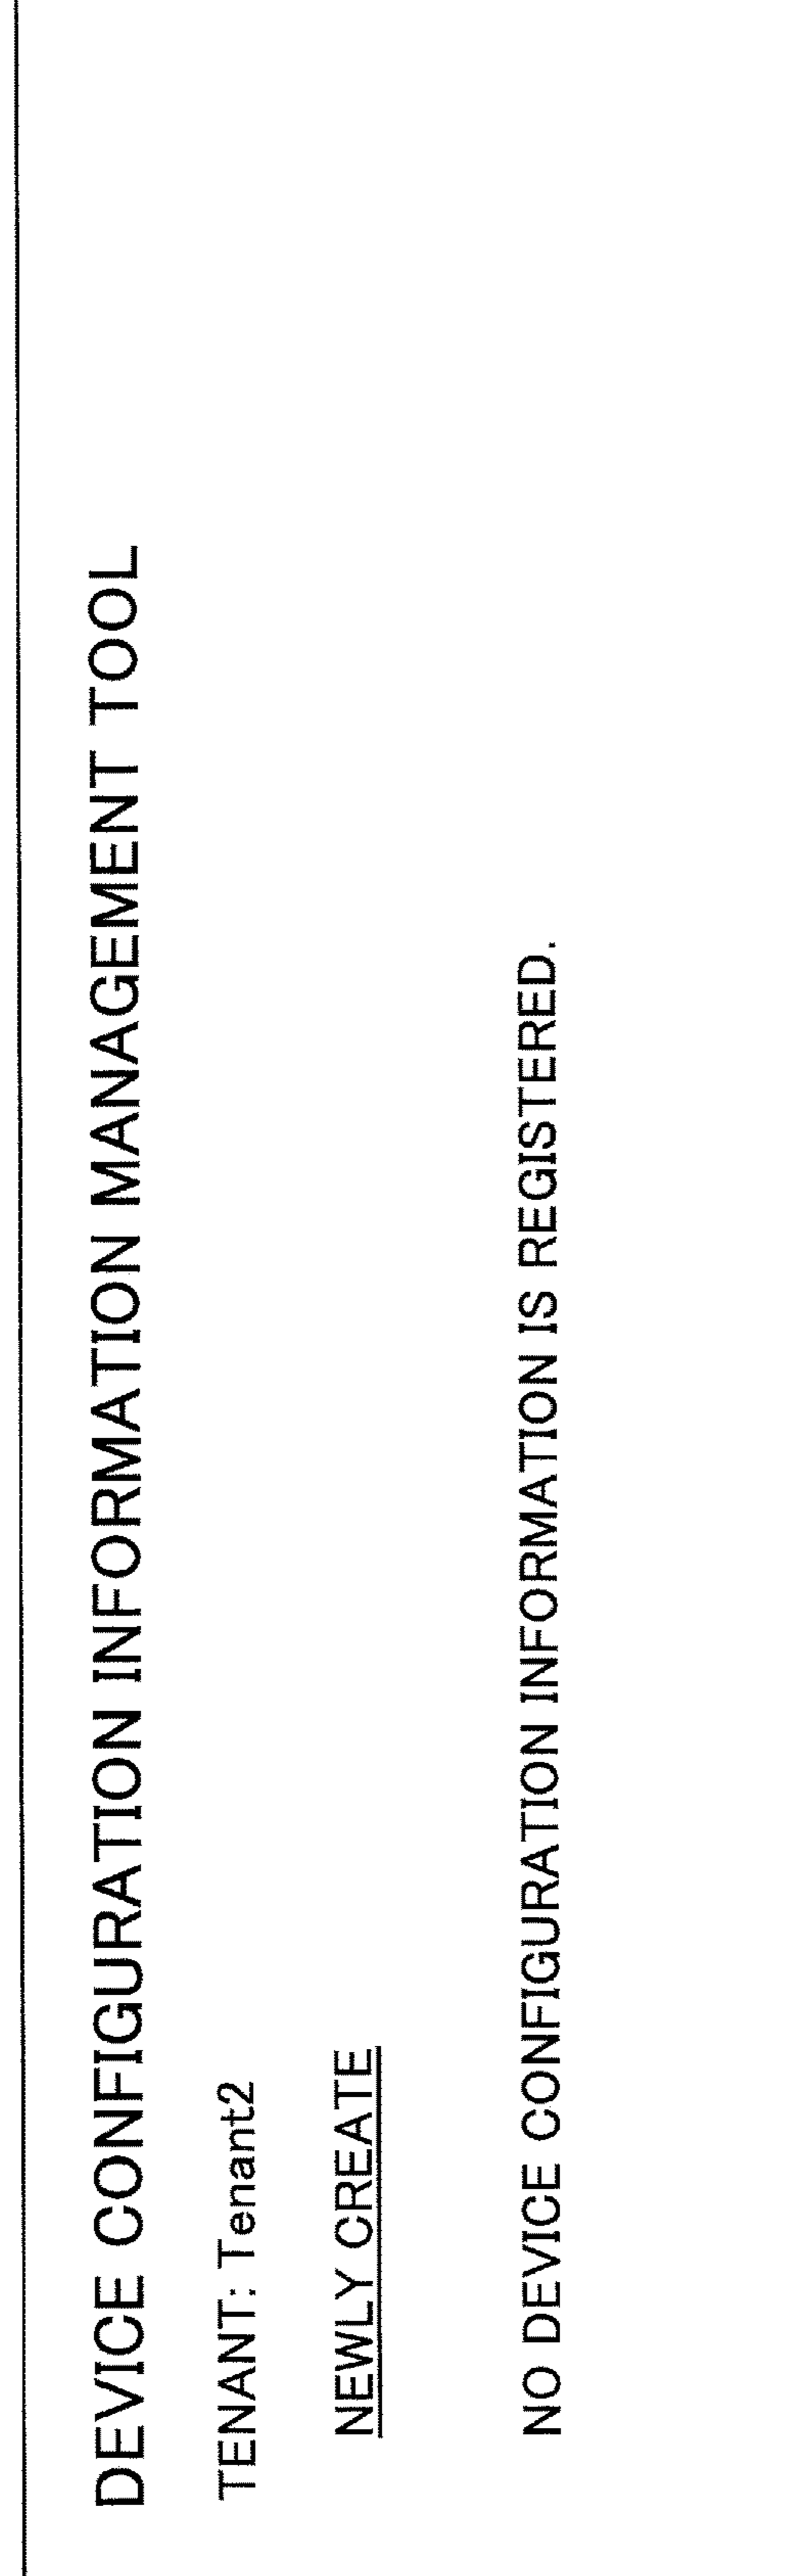 DEVICE CONFIGURATION INFORMATION MANAGEMENT TOOL
TENANT: Tenant2
NEWLY CREATE
NO DEVICE CONFIGURATION INFORMATION IS REGISTERED.